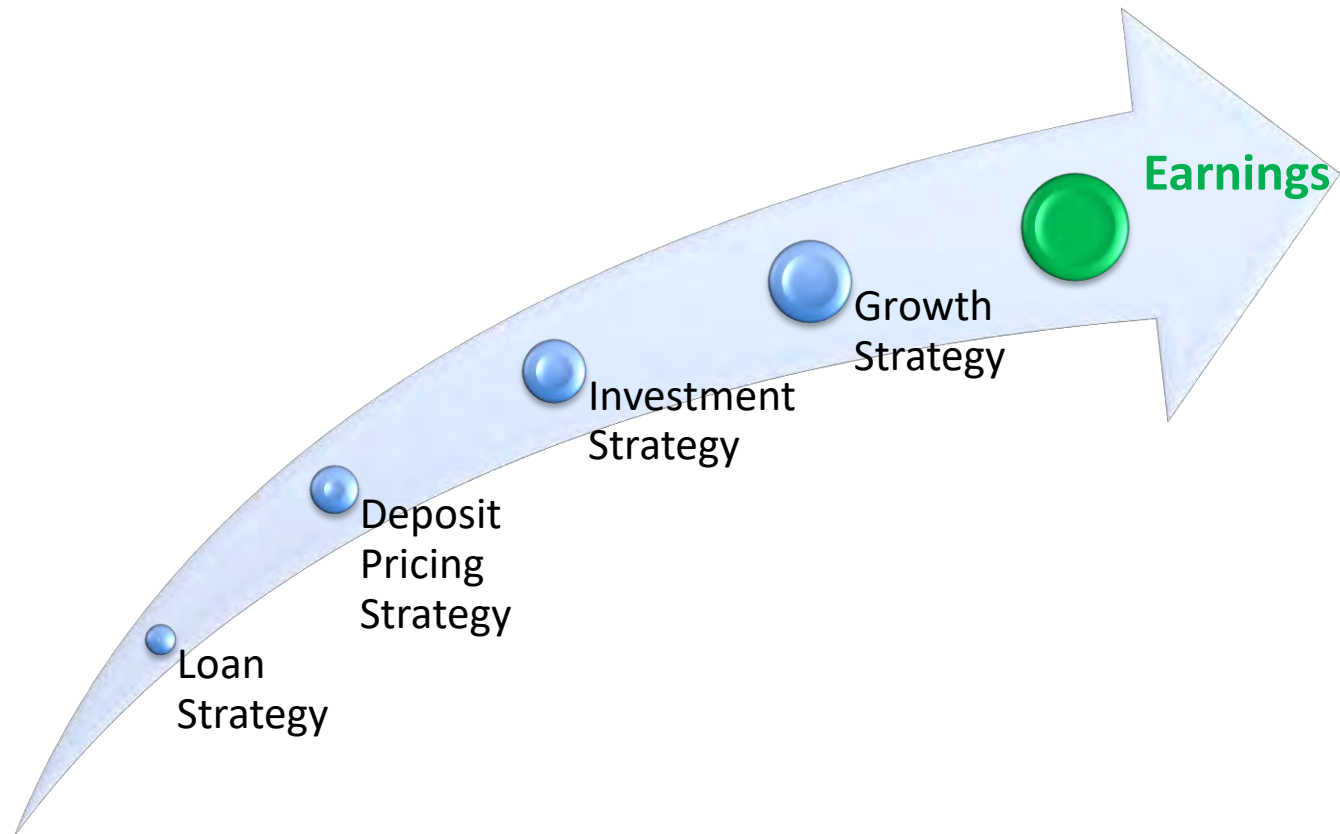 Earnings
Growth
Strategy
Investment
Strategy
Deposit
Pricing
Strategy
Loan
Strategy